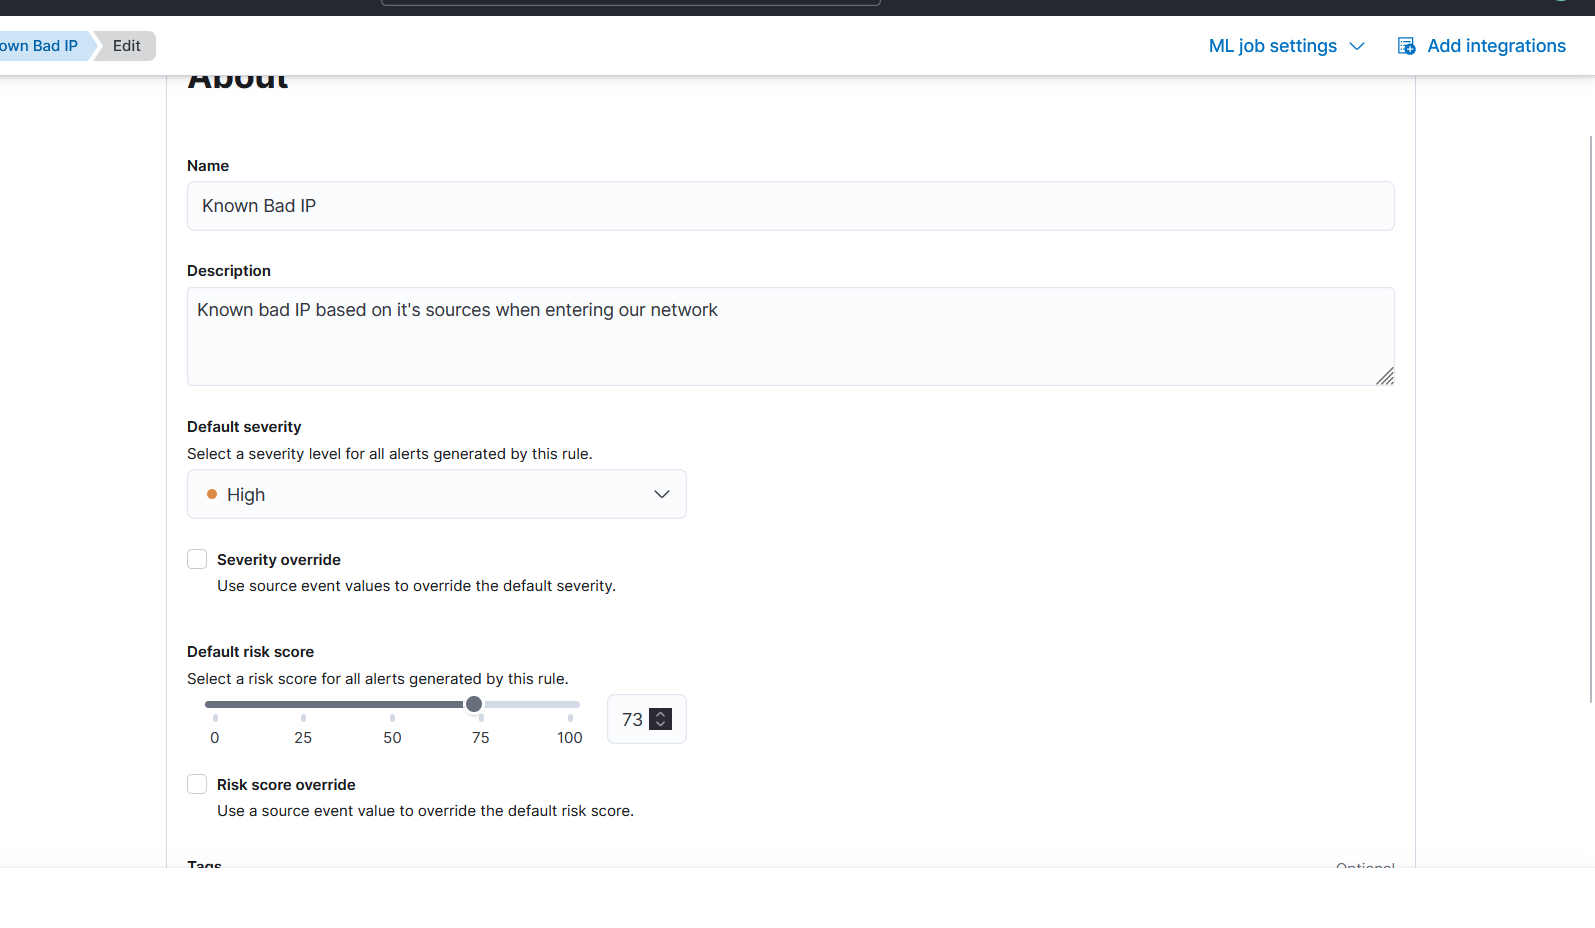 own Bad IP
Edit
ML job settings
Add integrations
About
Name
Known Bad IP
Description
Known bad IP based on it's sources when entering our network
Default severity
Select a severity level for all alerts generated by this rule.
High
Severity override
Use source event values to override the default severity.
Default risk score
Select a risk score for all alerts generated by this rule.
0 25 50 75 100
73
Risk score override
Use a source event value to override the default risk score.
Tags
Optional